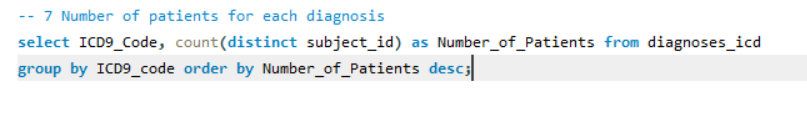 -- 7 Number of patients for each diagnosis
select ICD9_Code, count(distinct subject_id) as Number_of_Patients from diagnoses_icd
group by ICD9_code order by Number_of_Patients desc;